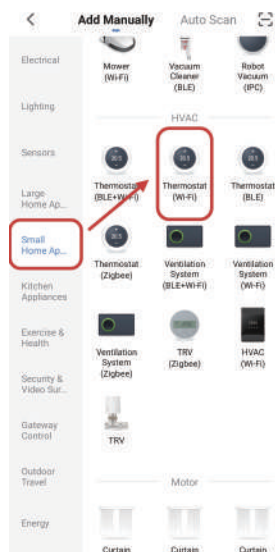 Add Manually
Auto Scan
Electrical
Lighting
Sensors
Large
Home Ap...
Small
Home Ap...
Kitchen
Appliances
Exercise &
Health
Security &
Video Sur...
Gateway
Control
Outdoor
Travel
Energy
Mower
(Wi-Fi)
Vacuum
Cleaner
(BLE)
Robot
Vacuum
(IPC)
HVAC
Thermostat
(BLE+Wi-Fi)
Thermostat
(Wi-Fi)
Thermostat
(BLE)
Thermostat
(Zigbee)
Ventilation
System
(BLE+Wi-Fi)
Ventilation
System
(Wi-Fi)
Ventilation
System
(Zigbee)
TRV
(Zigbee)
HVAC
(Wi-Fi)
TRV
Motor
Curtain
Curtain
Curtain